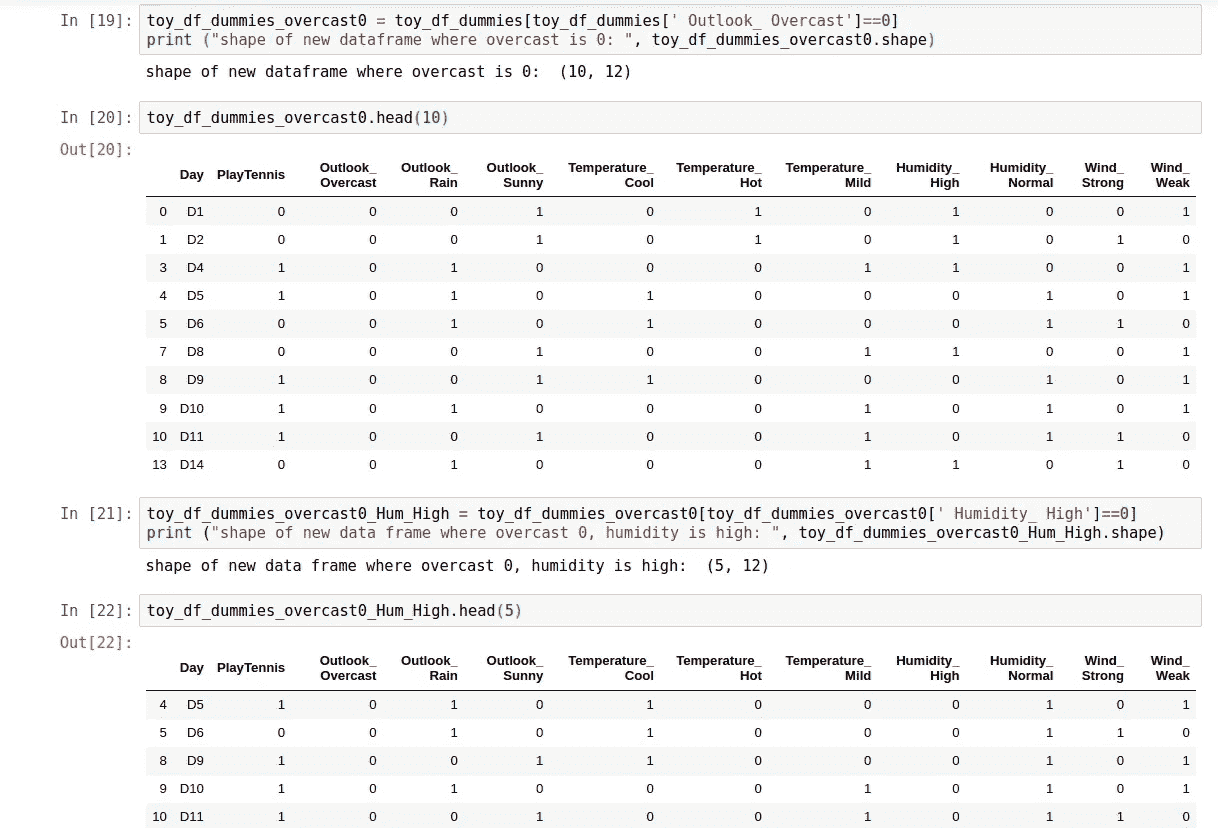 In [19]: toy_df_dummies_overcast0 = toy_df_dummies[toy_df_dummies[' Outlook_ Overcast']==0]
print ("shape of new dataframe where overcast is 0: ", toy_df_dummies_overcast0.shape)
shape of new dataframe where overcast is 0:  (10, 12)
In [20]: toy_df_dummies_overcast0.head(10)
Out[20]:
Day PlayTennis Outlook_ Overcast Outlook_ Rain Outlook_ Sunny Temperature_ Cool Temperature_ Hot Temperature_ Mild Humidity_ High Humidity_ Normal Wind_ Strong Wind_ Weak
0 D1 0 0 0 1 0 1 0 1 0 0 1
1 D2 0 0 0 1 0 1 0 1 0 1 0
3 D4 1 0 1 0 0 0 1 1 0 0 1
4 D5 1 0 1 0 1 0 0 0 1 0 1
5 D6 0 0 1 0 1 0 0 0 1 1 0
7 D8 0 0 0 1 0 0 1 1 0 0 1
8 D9 1 0 0 1 1 0 0 0 1 0 1
9 D10 1 0 1 0 0 0 1 0 1 0 1
10 D11 1 0 0 1 0 0 1 0 1 1 0
13 D14 0 0 1 0 0 0 1 1 0 1 0
In [21]: toy_df_dummies_overcast0_Hum_High = toy_df_dummies_overcast0[toy_df_dummies_overcast0[' Humidity_ High']==0]
print ("shape of new data frame where overcast 0, humidity is high: ", toy_df_dummies_overcast0_Hum_High.shape)
shape of new data frame where overcast 0, humidity is high:  (5, 12)
In [22]: toy_df_dummies_overcast0_Hum_High.head(5)
Out[22]:
Day PlayTennis Outlook_ Overcast Outlook_ Rain Outlook_ Sunny Temperature_ Cool Temperature_ Hot Temperature_ Mild Humidity_ High Humidity_ Normal Wind_ Strong Wind_ Weak
4 D5 1 0 1 0 1 0 0 0 1 0 1
5 D6 0 0 1 0 1 0 0 0 1 1 0
8 D9 1 0 0 1 1 0 0 0 1 0 1
9 D10 1 0 1 0 0 0 1 0 1 0 1
10 D11 1 0 0 1 0 0 1 0 1 1 0